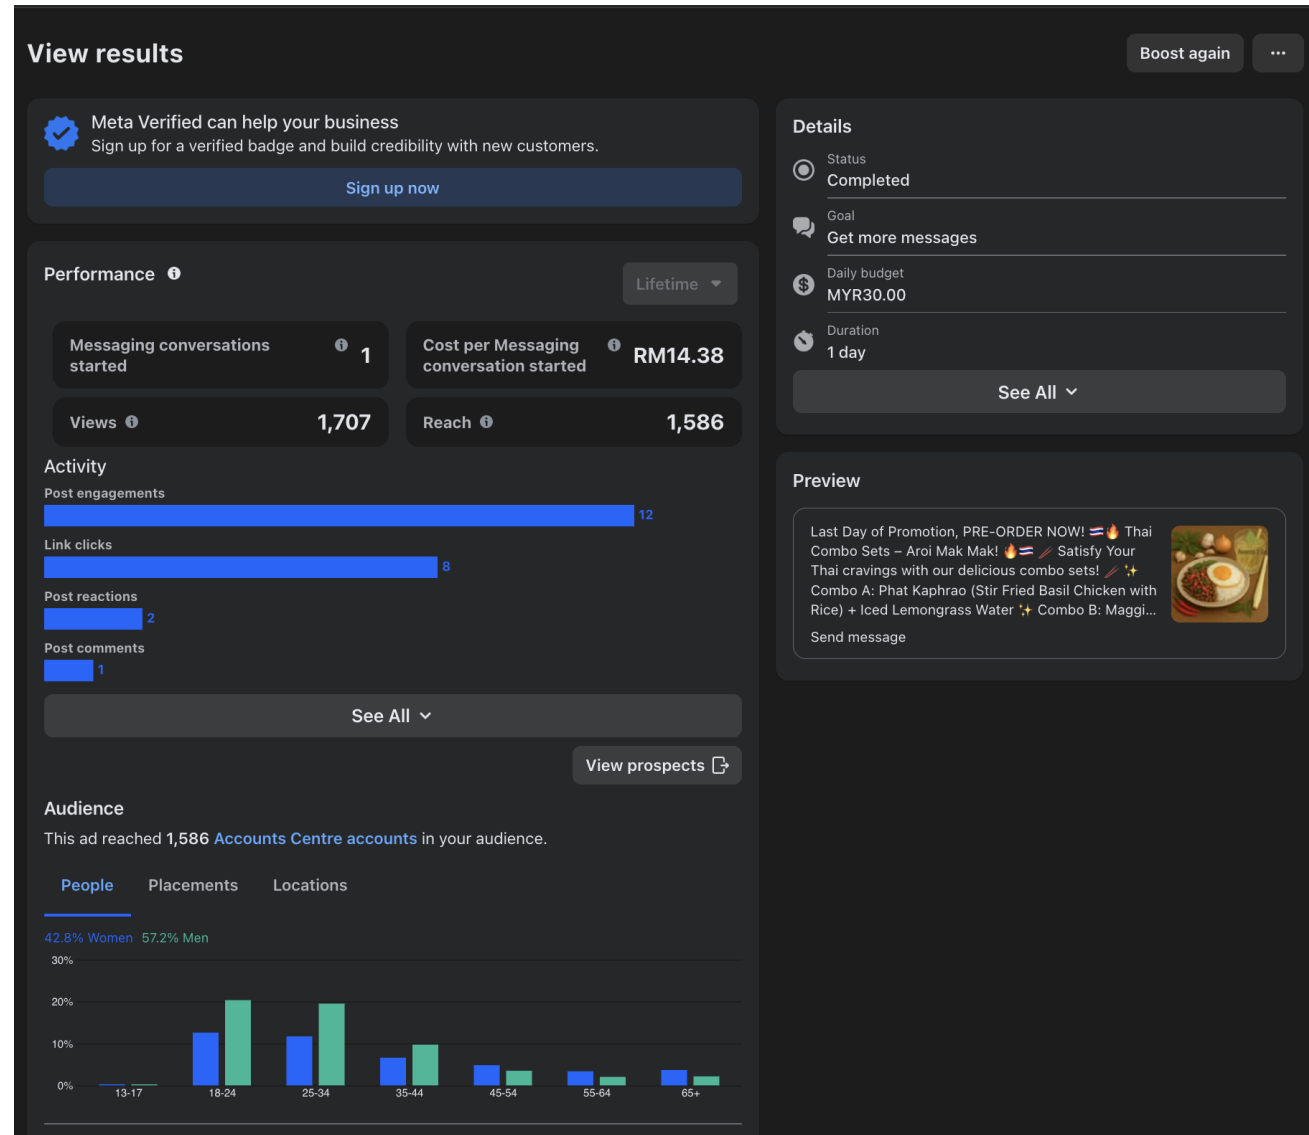 View results
Boost again
Meta Verified can help your business
Sign up for a verified badge and build credibility with new customers.
Sign up now
Performance
Lifetime
Messaging conversations
started
1
Cost per Messaging
conversation started
RM14.38
Views
1,707
Reach
1,586
Activity
Post engagements
12
Link clicks
8
Post reactions
2
Post comments
1
See All
View prospects
Audience
This ad reached 1,586 Accounts Centre accounts in your audience.
People Placements Locations
42.8% Women 57.2% Men
30%
20%
10%
0%
13-17 18-24 25-34 35-44 45-54 55-64 65+
Details
Status
Completed
Goal
Get more messages
Daily budget
MYR30.00
Duration
1 day
See All
Preview
Last Day of Promotion, PRE-ORDER NOW! 🇹🇭🔥 Thai
Combo Sets – Aroi Mak Mak! 🔥🇹🇭 🥢 Satisfy Your
Thai cravings with our delicious combo sets! 🥢 ✨
Combo A: Phat Kaphrao (Stir Fried Basil Chicken with
Rice) + Iced Lemongrass Water ✨ Combo B: Maggi...
Send message